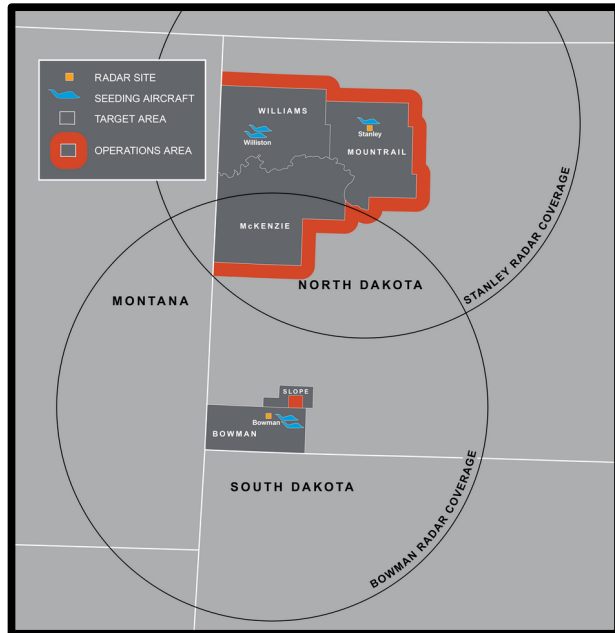 RADAR SITE
SEEDING AIRCRAFT
TARGET AREA
OPERATIONS AREA
WILLIAMS
Williston
Stanley
MOUNTRAIL
McKENZIE
MONTANA
NORTH DAKOTA
STANLEY RADAR COVERAGE
SLOPE
Bowman
BOWMAN
SOUTH DAKOTA
BOWMAN RADAR COVERAGE